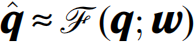 q̂ ≈ ℱ(q; w)